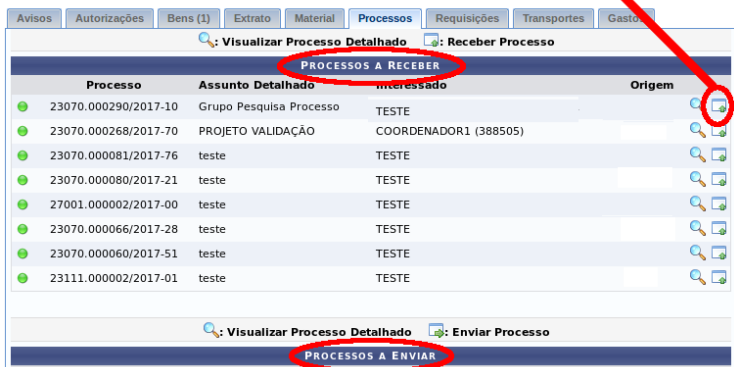 Avisos Autorizações Bens (1) Extrato Material Processos Requisições Transportes Gastos
: Visualizar Processo Detalhado : Receber Processo
PROCESSOS A RECEBER
Processo Assunto Detalhado Interessado Origem
23070.000290/2017-10 Grupo Pesquisa Processo TESTE
23070.000268/2017-70 PROJETO VALIDAÇÃO COORDENADOR1 (388505)
23070.000081/2017-76 teste TESTE
23070.000080/2017-21 teste TESTE
27001.000002/2017-00 teste TESTE
23070.000066/2017-28 teste TESTE
23070.000060/2017-51 teste TESTE
23111.000002/2017-01 teste TESTE
: Visualizar Processo Detalhado : Enviar Processo
PROCESSOS A ENVIAR